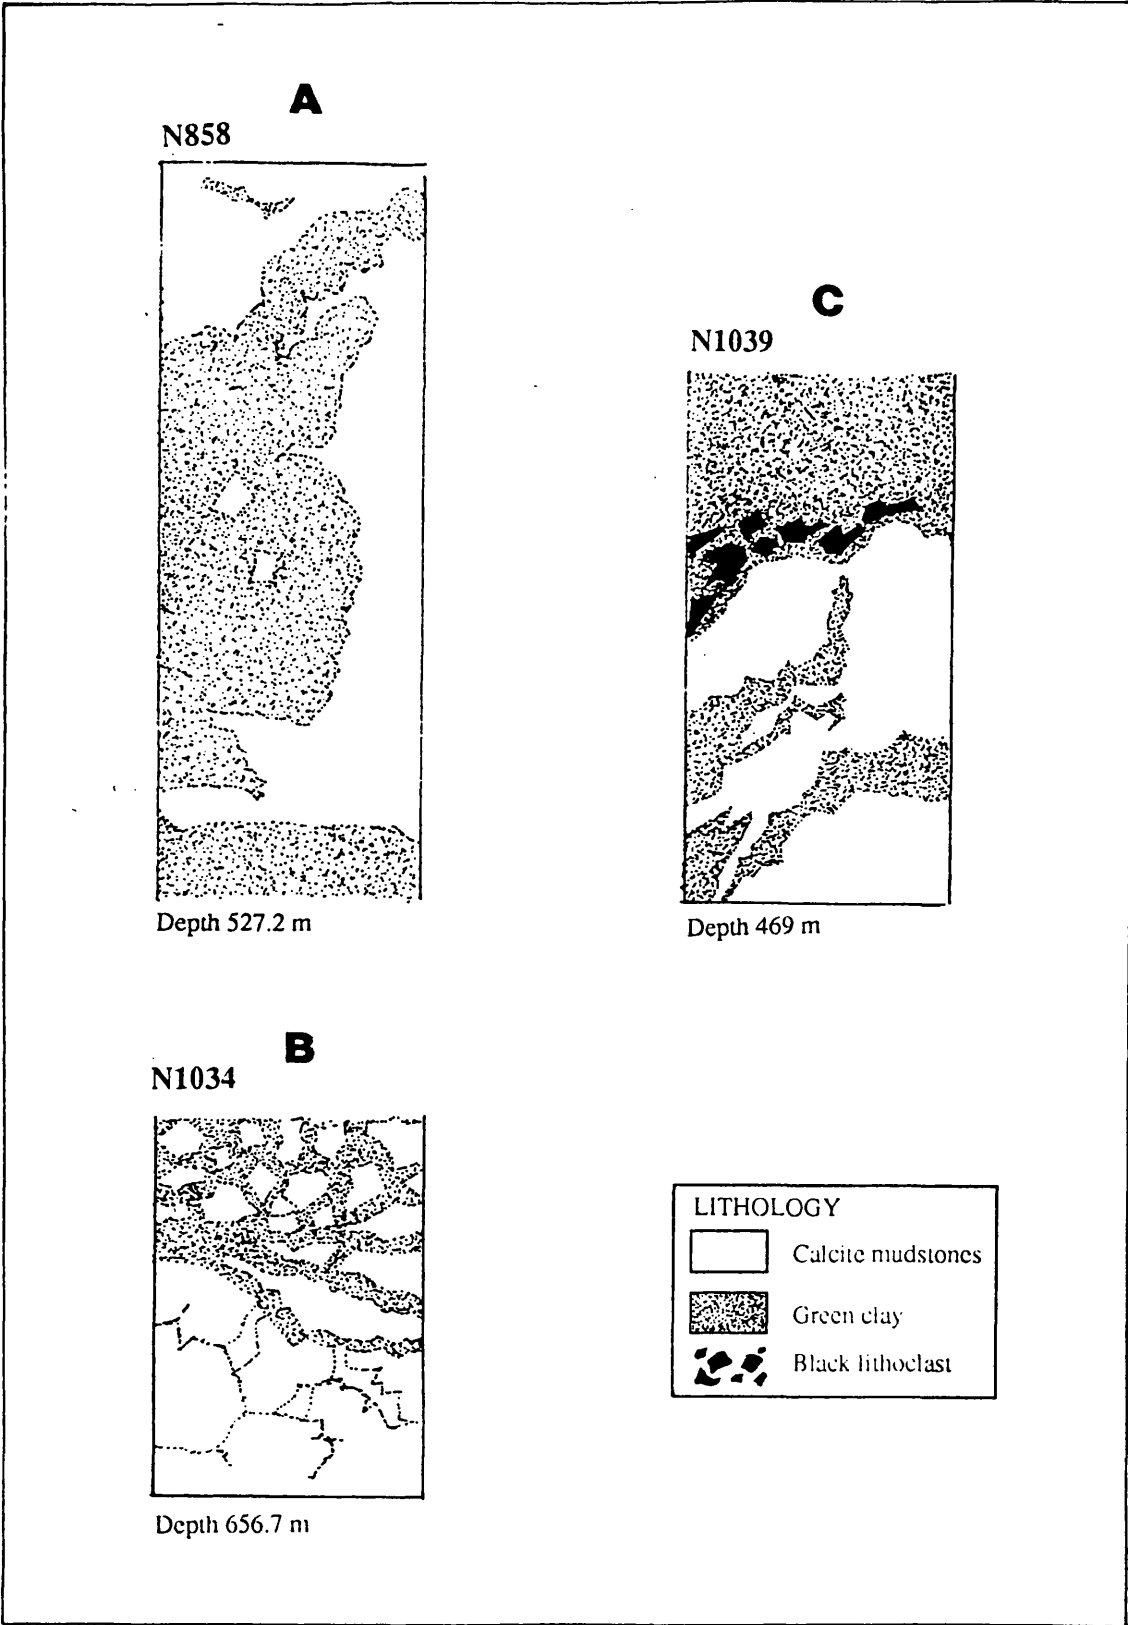 A
N858
Depth 527.2 m
C
N1039
Depth 469 m
B
N1034
Depth 656.7 m
LITHOLOGY
Calcite mudstones
Green clay
Black lithoclast